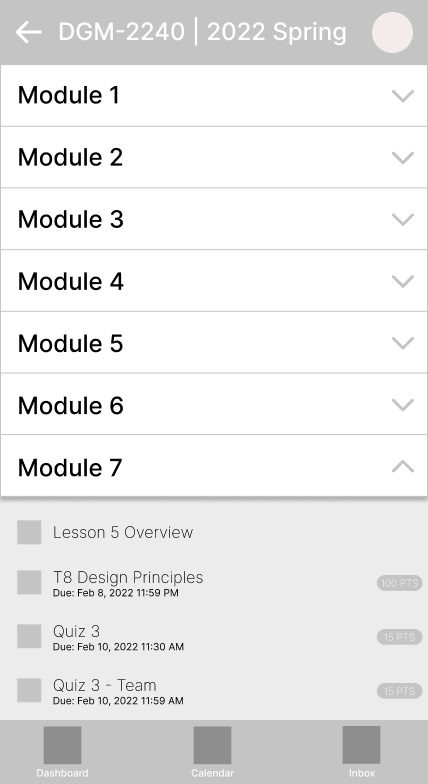 DGM-2240 | 2022 Spring
Module 1
Module 2
Module 3
Module 4
Module 5
Module 6
Module 7
Lesson 5 Overview
T8 Design Principles
Due: Feb 8, 2022 11:59 PM
100 PTS
Quiz 3
Due: Feb 10, 2022 11:30 AM
15 PTS
Quiz 3 - Team
Due: Feb 10, 2022 11:59 AM
15 PTS
Dashboard
Calendar
Inbox